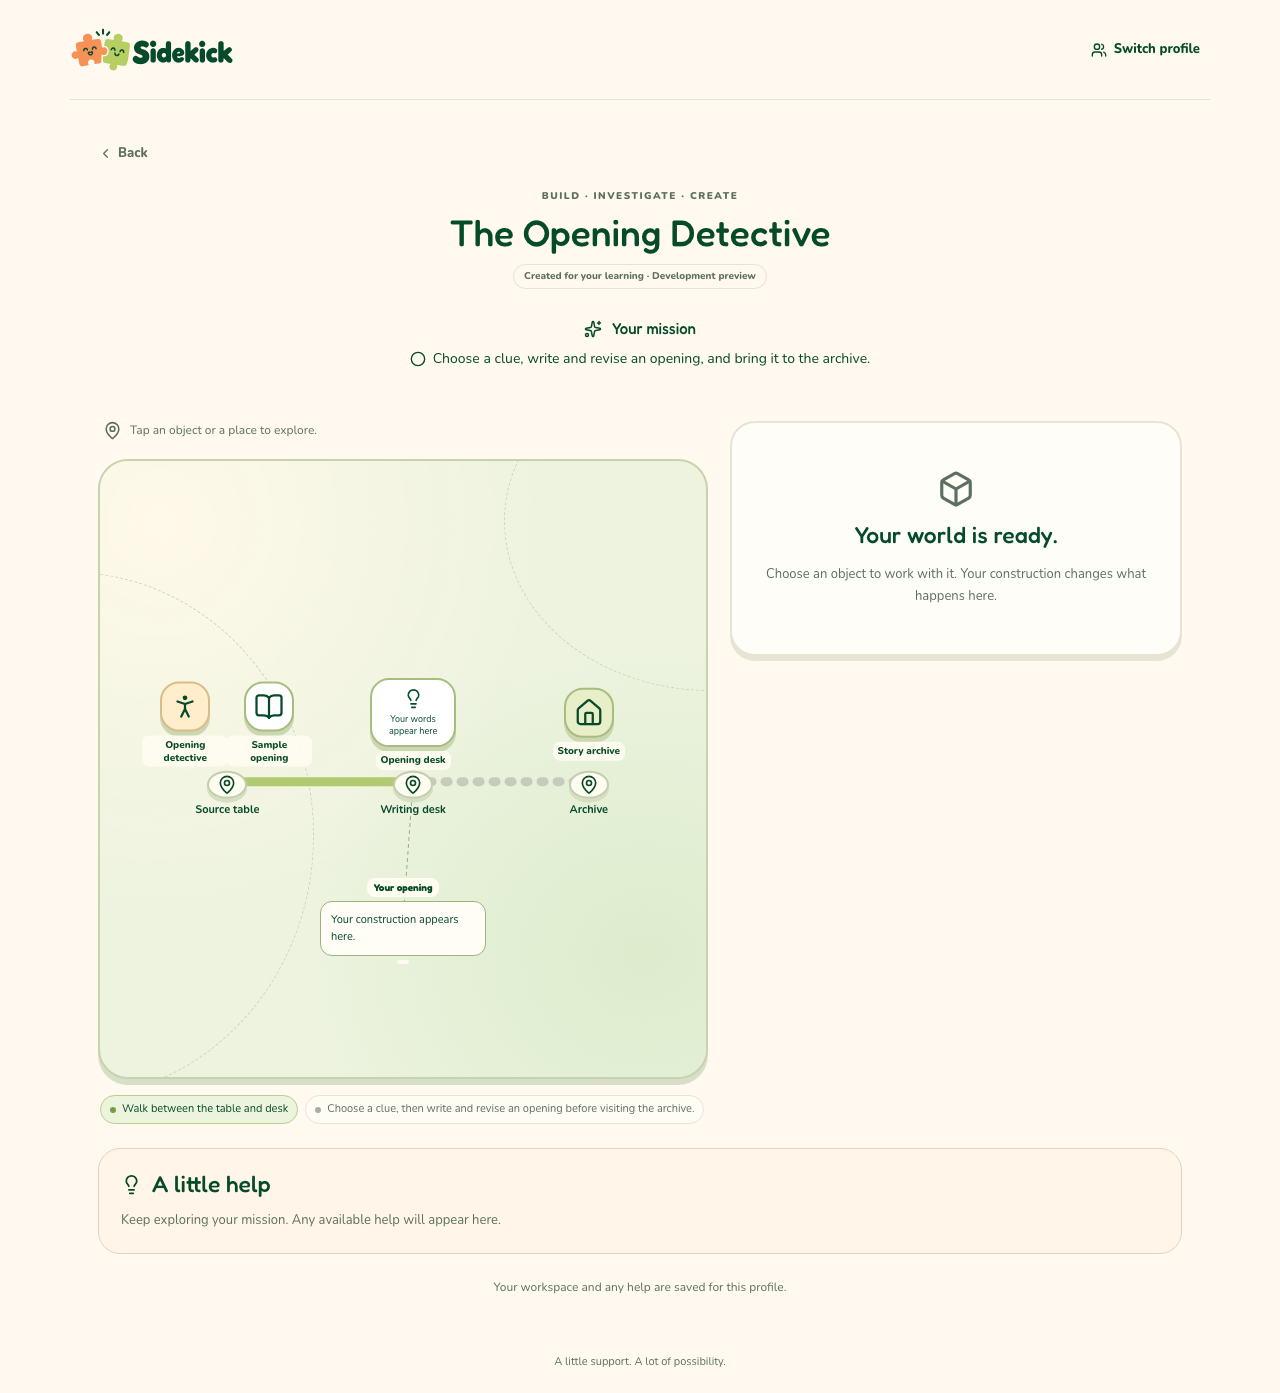 Sidekick
Switch profile
Back
BUILD · INVESTIGATE · CREATE
The Opening Detective
Created for your learning · Development preview
Your mission
Choose a clue, write and revise an opening, and bring it to the archive.
Tap an object or a place to explore.
Your world is ready.
Choose an object to work with it. Your construction changes what
happens here.
Your words
appear here
Opening
detective
Sample
opening
Opening desk
Story archive
Source table
Writing desk
Archive
Your opening
Your construction appears
here.
Walk between the table and desk
Choose a clue, then write and revise an opening before visiting the archive.
A little help
Keep exploring your mission. Any available help will appear here.
Your workspace and any help are saved for this profile.
A little support. A lot of possibility.